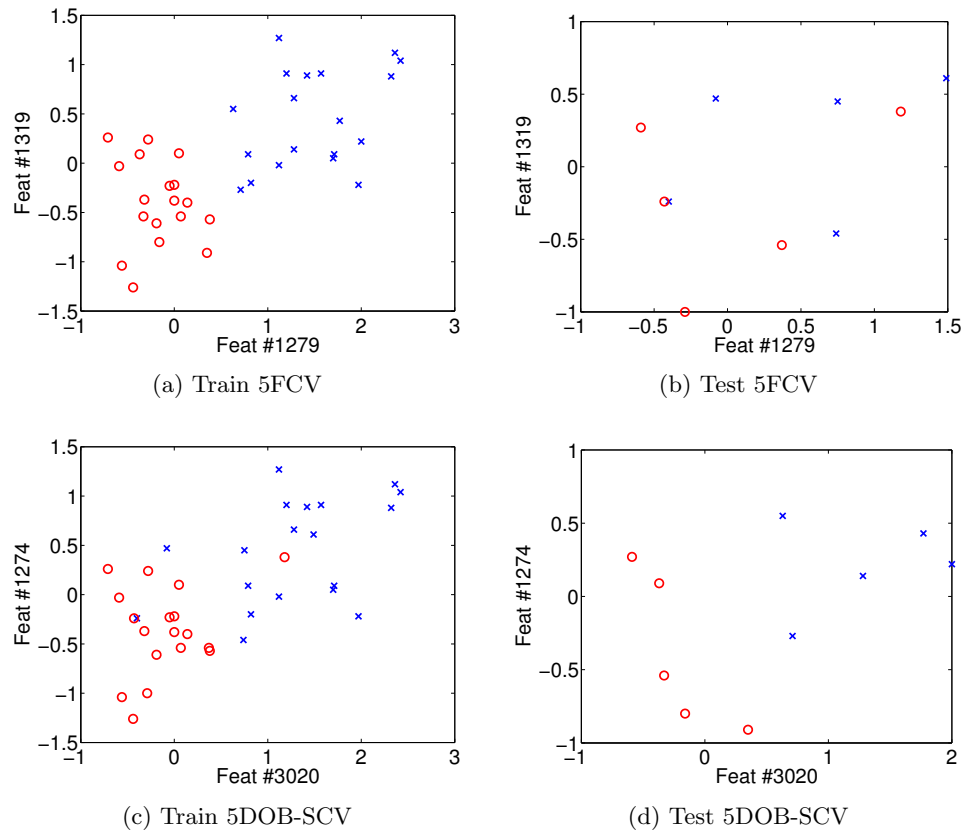 1.5
1
0.5
0
−0.5
−1
−1.5
−1 0 1 2 3
Feat #1319
Feat #1279
(a) Train 5FCV
1
0.5
0
−0.5
−1
−1 −0.5 0 0.5 1 1.5
Feat #1319
Feat #1279
(b) Test 5FCV
1.5
1
0.5
0
−0.5
−1
−1.5
−1 0 1 2 3
Feat #1274
Feat #3020
(c) Train 5DOB-SCV
1
0.5
0
−0.5
−1
−1 0 1 2
Feat #1274
Feat #3020
(d) Test 5DOB-SCV